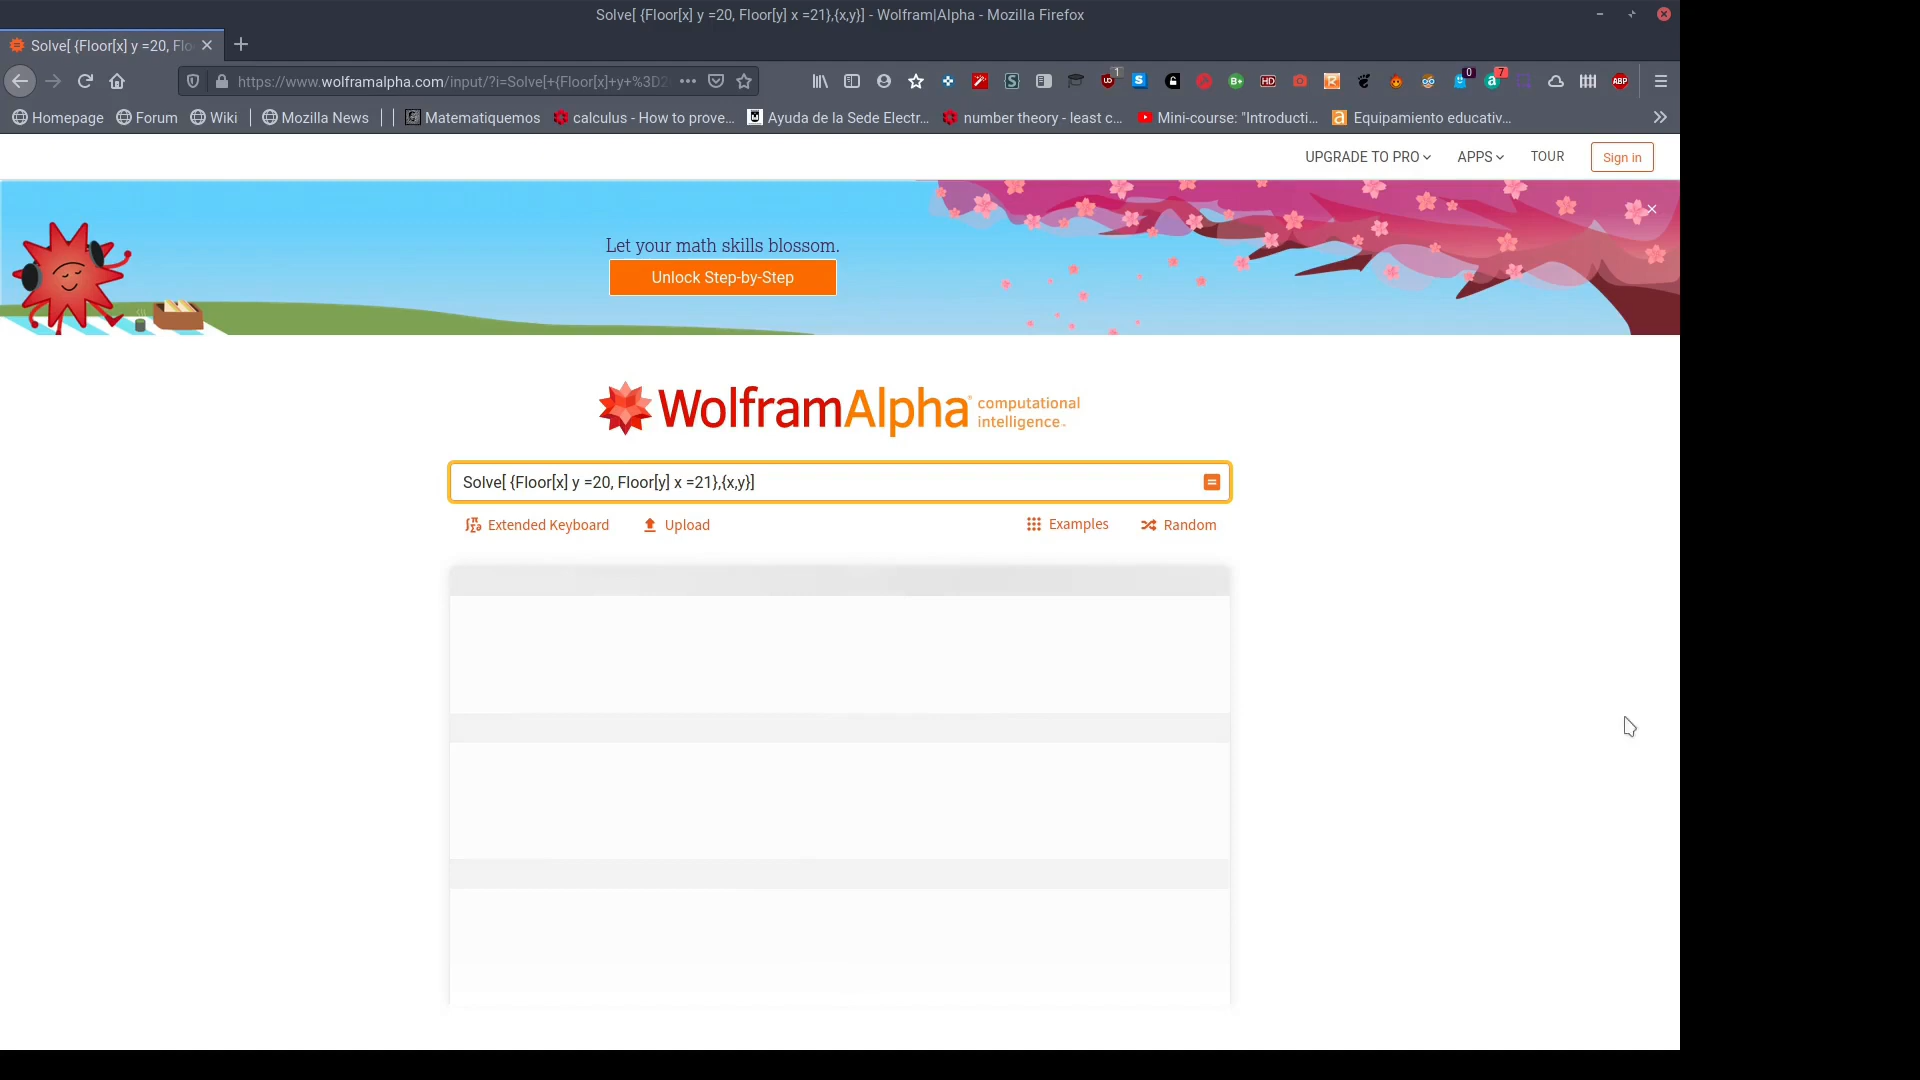 Solve[ {Floor[x] y =20, Floor[y] x =21},{x,y}] - Wolfram|Alpha - Mozilla Firefox
Solve[ {Floor[x] y =20, Flo
https://www.wolframalpha.com/input/?i=Solve[+{Floor[x]+y+%3D2
Homepage Forum Wiki Mozilla News Matematiquemos calculus - How to prove... Ayuda de la Sede Electr... number theory - least c... Mini-course: "Introducti... Equipamiento educativ...
UPGRADE TO PRO APPS TOUR Sign in
Let your math skills blossom.
Unlock Step-by-Step
WolframAlpha computational
intelligence.
Solve[ {Floor[x] y =20, Floor[y] x =21},{x,y}]
Extended Keyboard Upload Examples Random